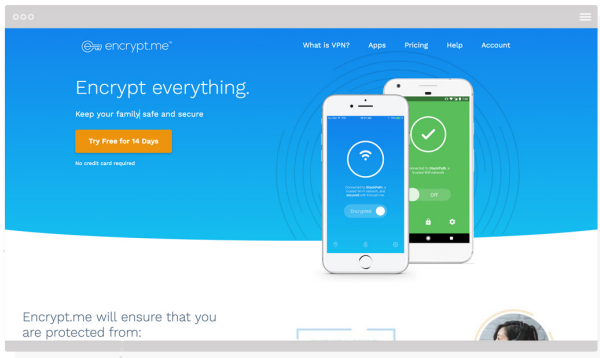 encrypt.me™
What is VPN? Apps Pricing Help Account
Encrypt everything.
Keep your family safe and secure
Try Free for 14 Days
No credit card required
Encrypted
Off
Encrypt.me will ensure that you
are protected from: